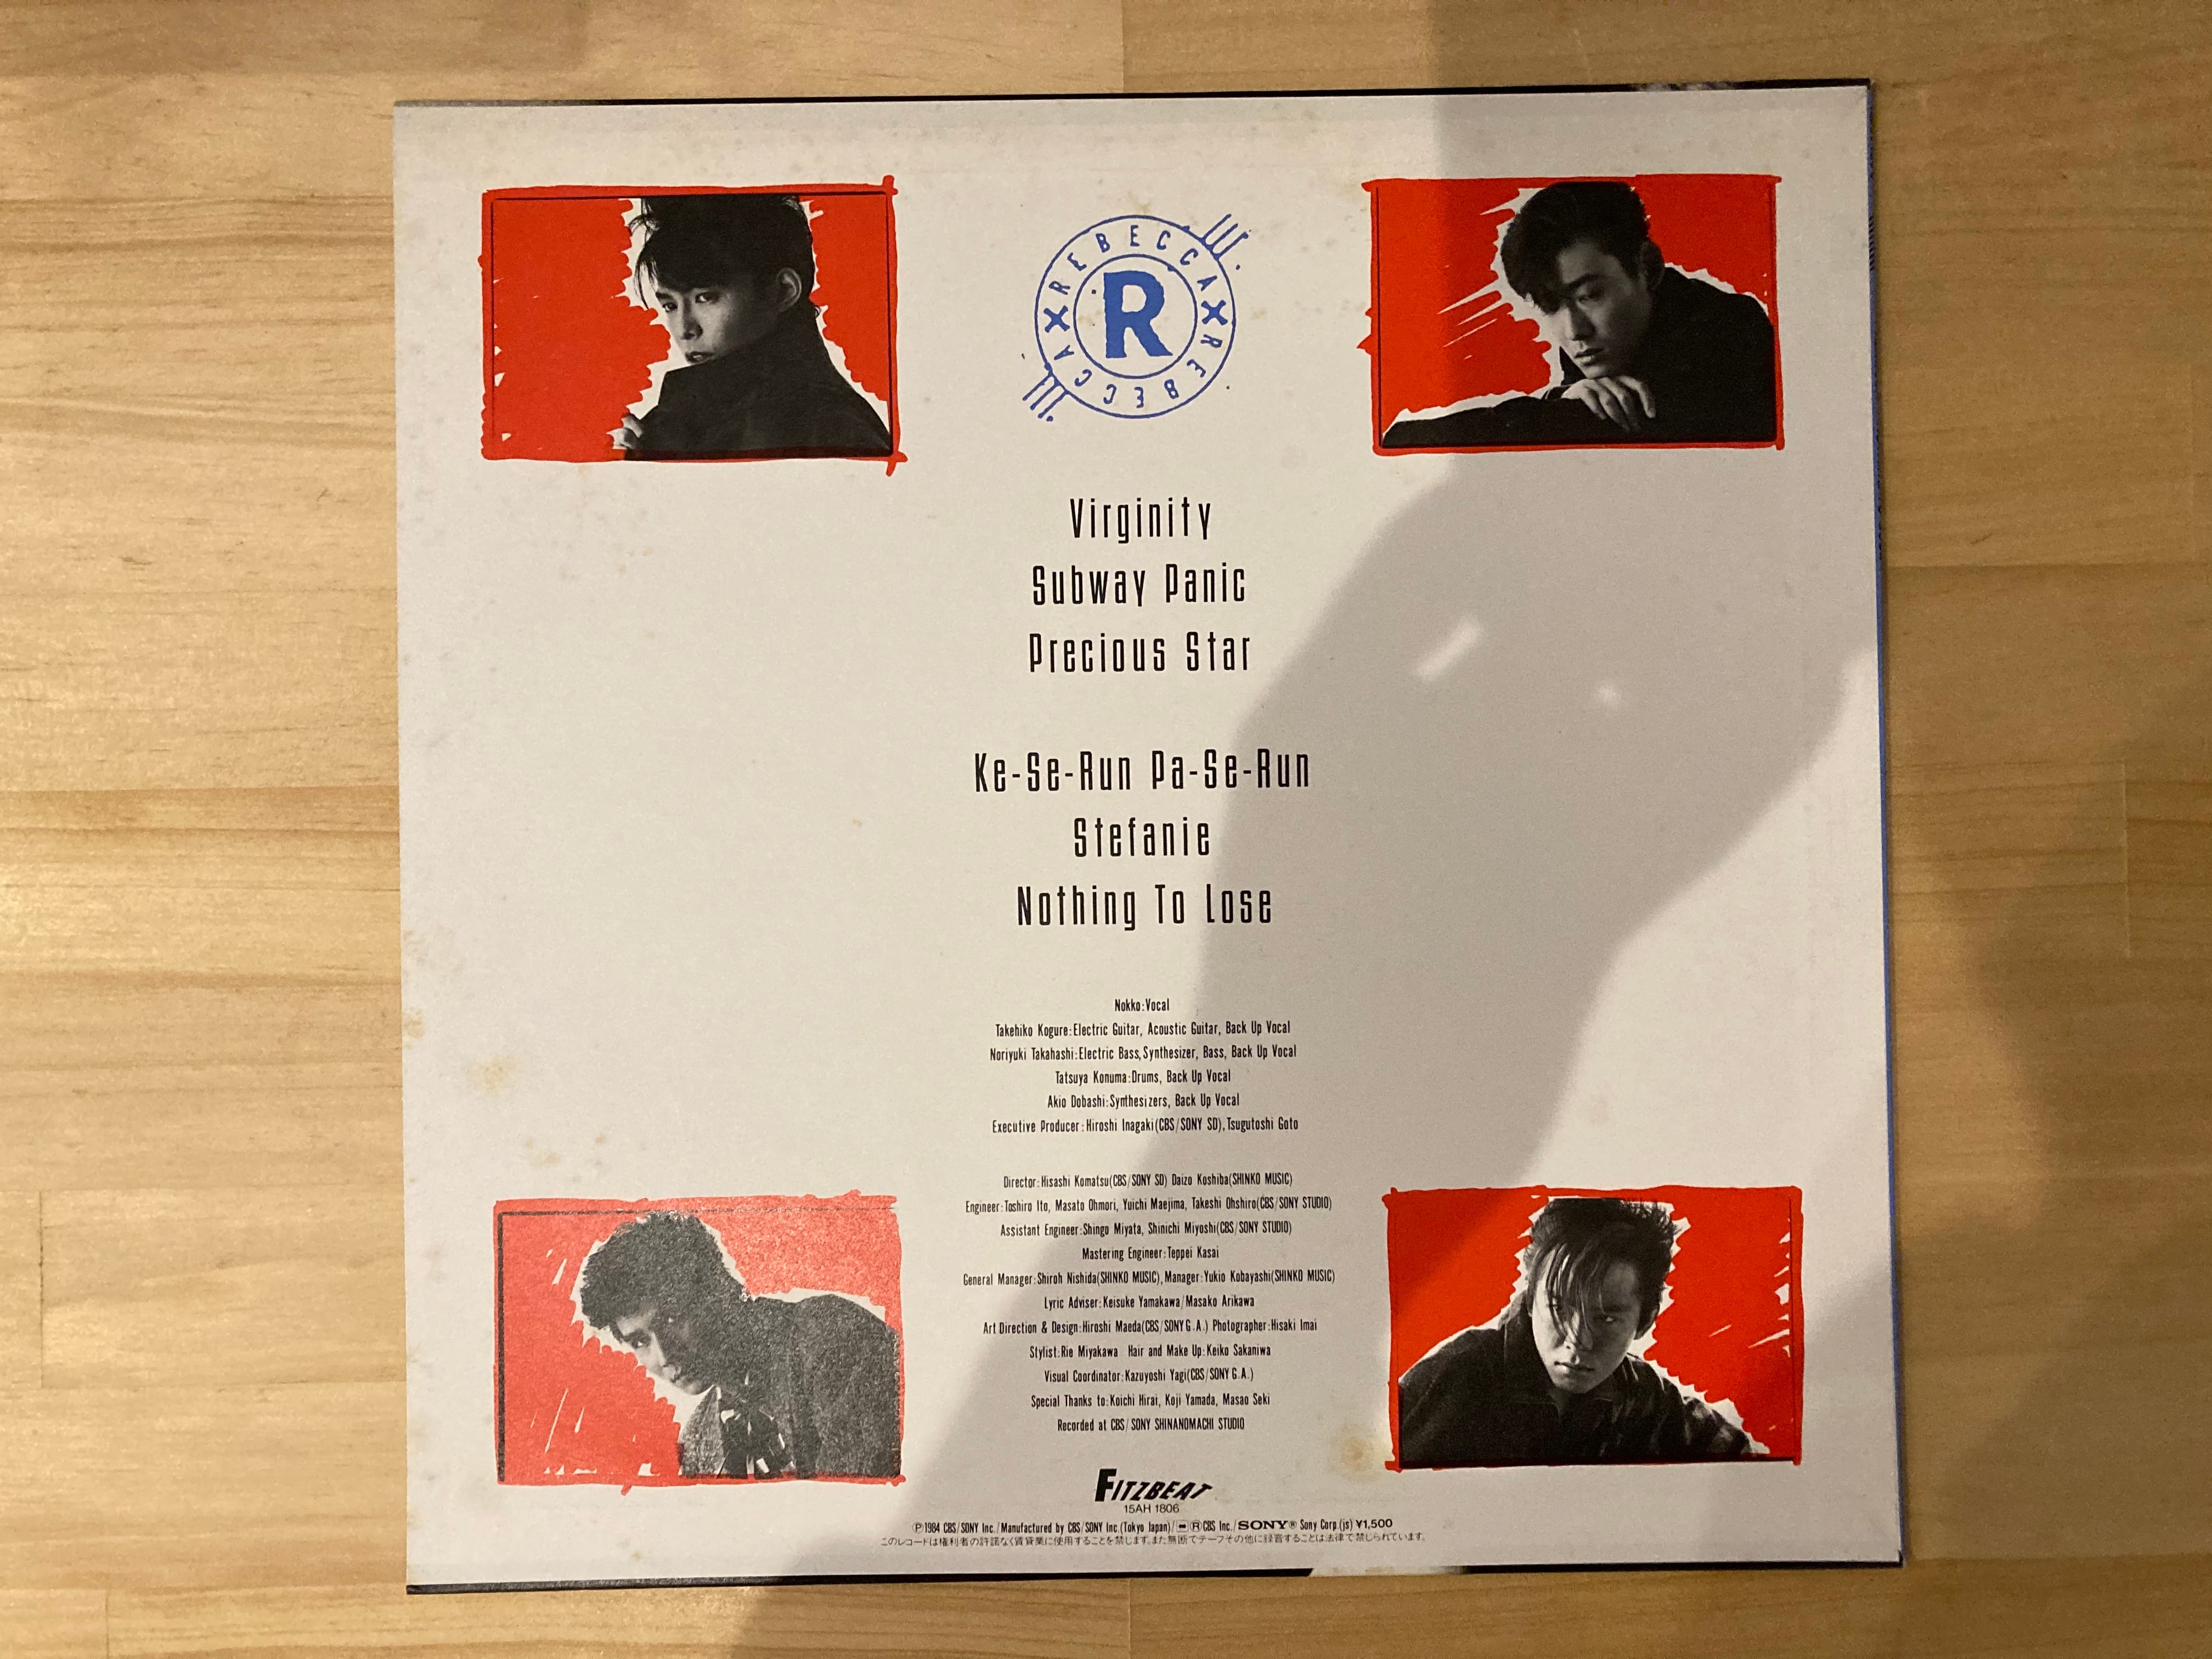 REBECCA X REBECCA X
R
Virginity
Subway Panic
Precious Star
Ke-Se-Run Pa-Se-Run
Stefanie
Nothing To Lose
Nokko:Vocal
Takehiko Kogure:Electric Guitar, Acoustic Guitar, Back Up Vocal
Noriyuki Takahashi:Electric Bass,Synthesizer, Bass, Back Up Vocal
Tatsuya Konuma:Drums, Back Up Vocal
Akio Dobashi:Synthesizers, Back Up Vocal
Executive Producer:Hiroshi Inagaki(CBS/SONY SD),Tsugutoshi Goto
Director:Hisashi Komatsu(CBS/SONY SD) Daizo Koshiba(SHINKO MUSIC)
Engineer:Toshiro Ito, Masato Ohmori, Yuichi Maejima, Takeshi Ohshiro(CBS/SONY STUDIO)
Assistant Engineer:Shingo Miyata, Shinichi Miyoshi(CBS/SONY STUDIO)
Mastering Engineer:Teppei Kasai
General Manager:Shiroh Nishida(SHINKO MUSIC),Manager:Yukio Kobayashi(SHINKO MUSIC)
Lyric Adviser:Keisuke Yamakawa/Masako Arikawa
Art Direction & Design:Hiroshi Maeda(CBS/SONY G.A.) Photographer:Hisaki Imai
Stylist:Rie Miyakawa Hair and Make Up:Keiko Sakaniwa
Visual Coordinator:Kazuyoshi Yagi(CBS/SONY G.A.)
Special Thanks to:Koichi Hirai, Koji Yamada, Masao Seki
Recorded at CBS/SONY SHINANOMACHI STUDIO
FITZBEAT
15AH 1806
Ⓟ1984 CBS/SONY Inc./Manufactured by CBS/SONY Inc.(Tokyo Japan)/ ®CBS Inc./SONY® Sony Corp.(js) ¥1,500
このレコードは権利者の許諾なく賃貸業に使用することを禁じます。また無断でテープその他に録音することは法律で禁じられています。